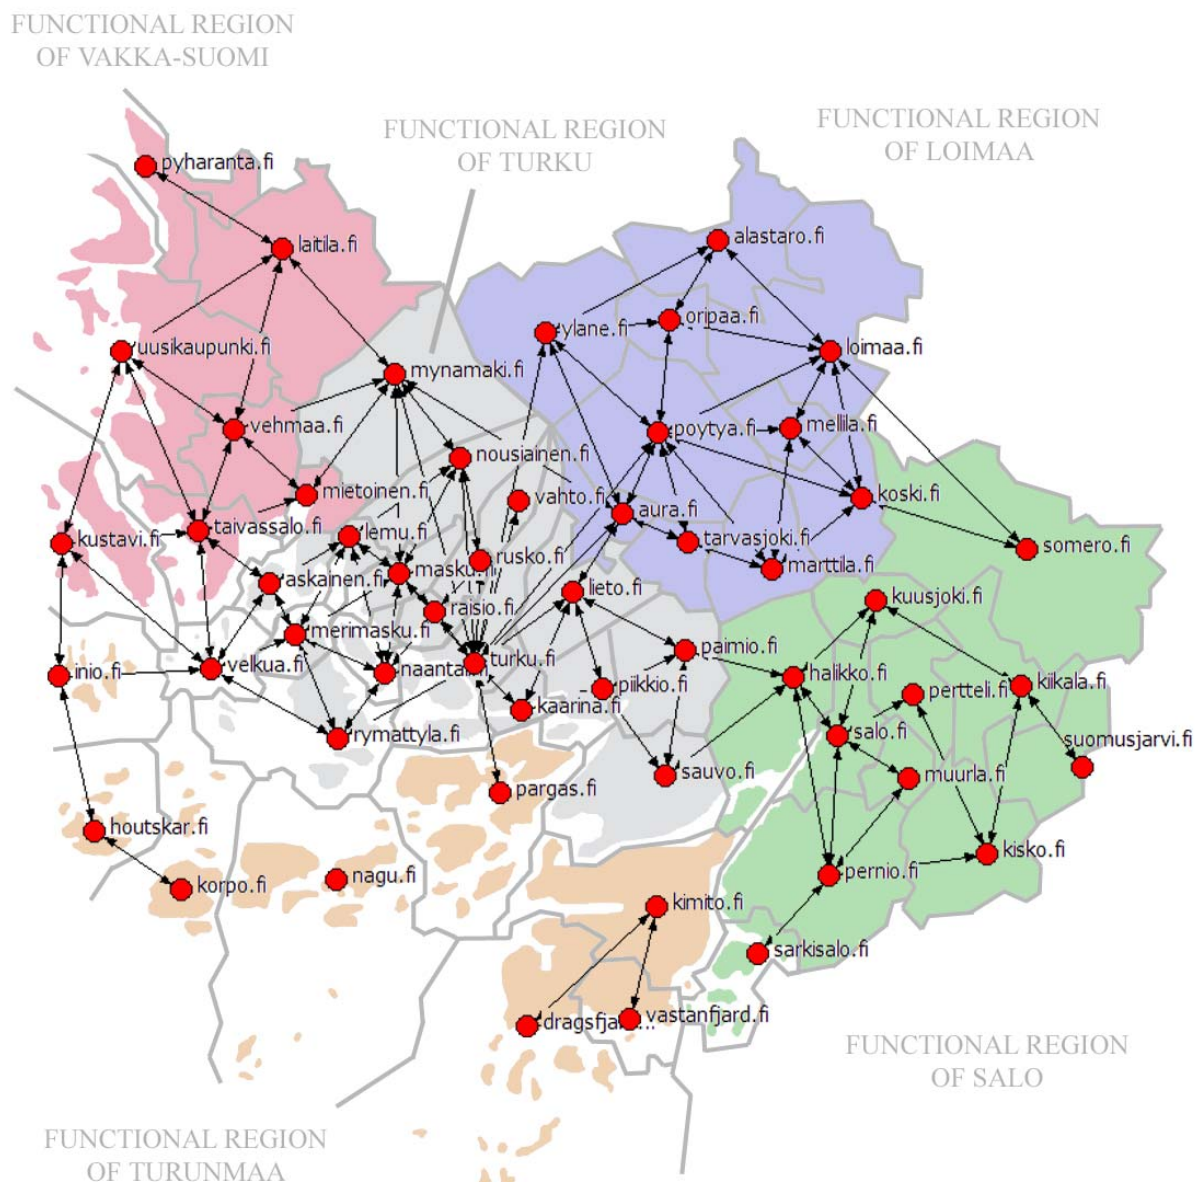 FUNCTIONAL REGION
OF VAKKA-SUOMI
FUNCTIONAL REGION
OF TURKU
FUNCTIONAL REGION
OF LOIMAA
pyharanta.fi
laitila.fi
alastaro.fi
oripaa.fi
ylane.fi
uusikaupunki.fi
loimaa.fi
mynamaki.fi
vehmaa.fi
poytya.fi
mellila.fi
nousiainen.fi
mietoinen.fi
vahto.fi
koski.fi
aura.fi
taivassalo.fi
lemu.fi
kustavi.fi
tarvasjoki.fi
somero.fi
rusko.fi
marttila.fi
masku.fi
askainen.fi
lieto.fi
kuusjoki.fi
raisio.fi
merimasku.fi
paimio.fi
turku.fi
velkua.fi
inio.fi
naantali.fi
halikko.fi
piikkio.fi
kiikala.fi
pertteli.fi
kaarina.fi
salo.fi
rymattyla.fi
suomusjarvi.fi
sauvo.fi
muurla.fi
pargas.fi
houtskar.fi
kisko.fi
pernio.fi
nagu.fi
korpo.fi
kimito.fi
sarkisalo.fi
vastanfjard.fi
FUNCTIONAL REGION
OF SALO
FUNCTIONAL REGION
OF TURUNMAA